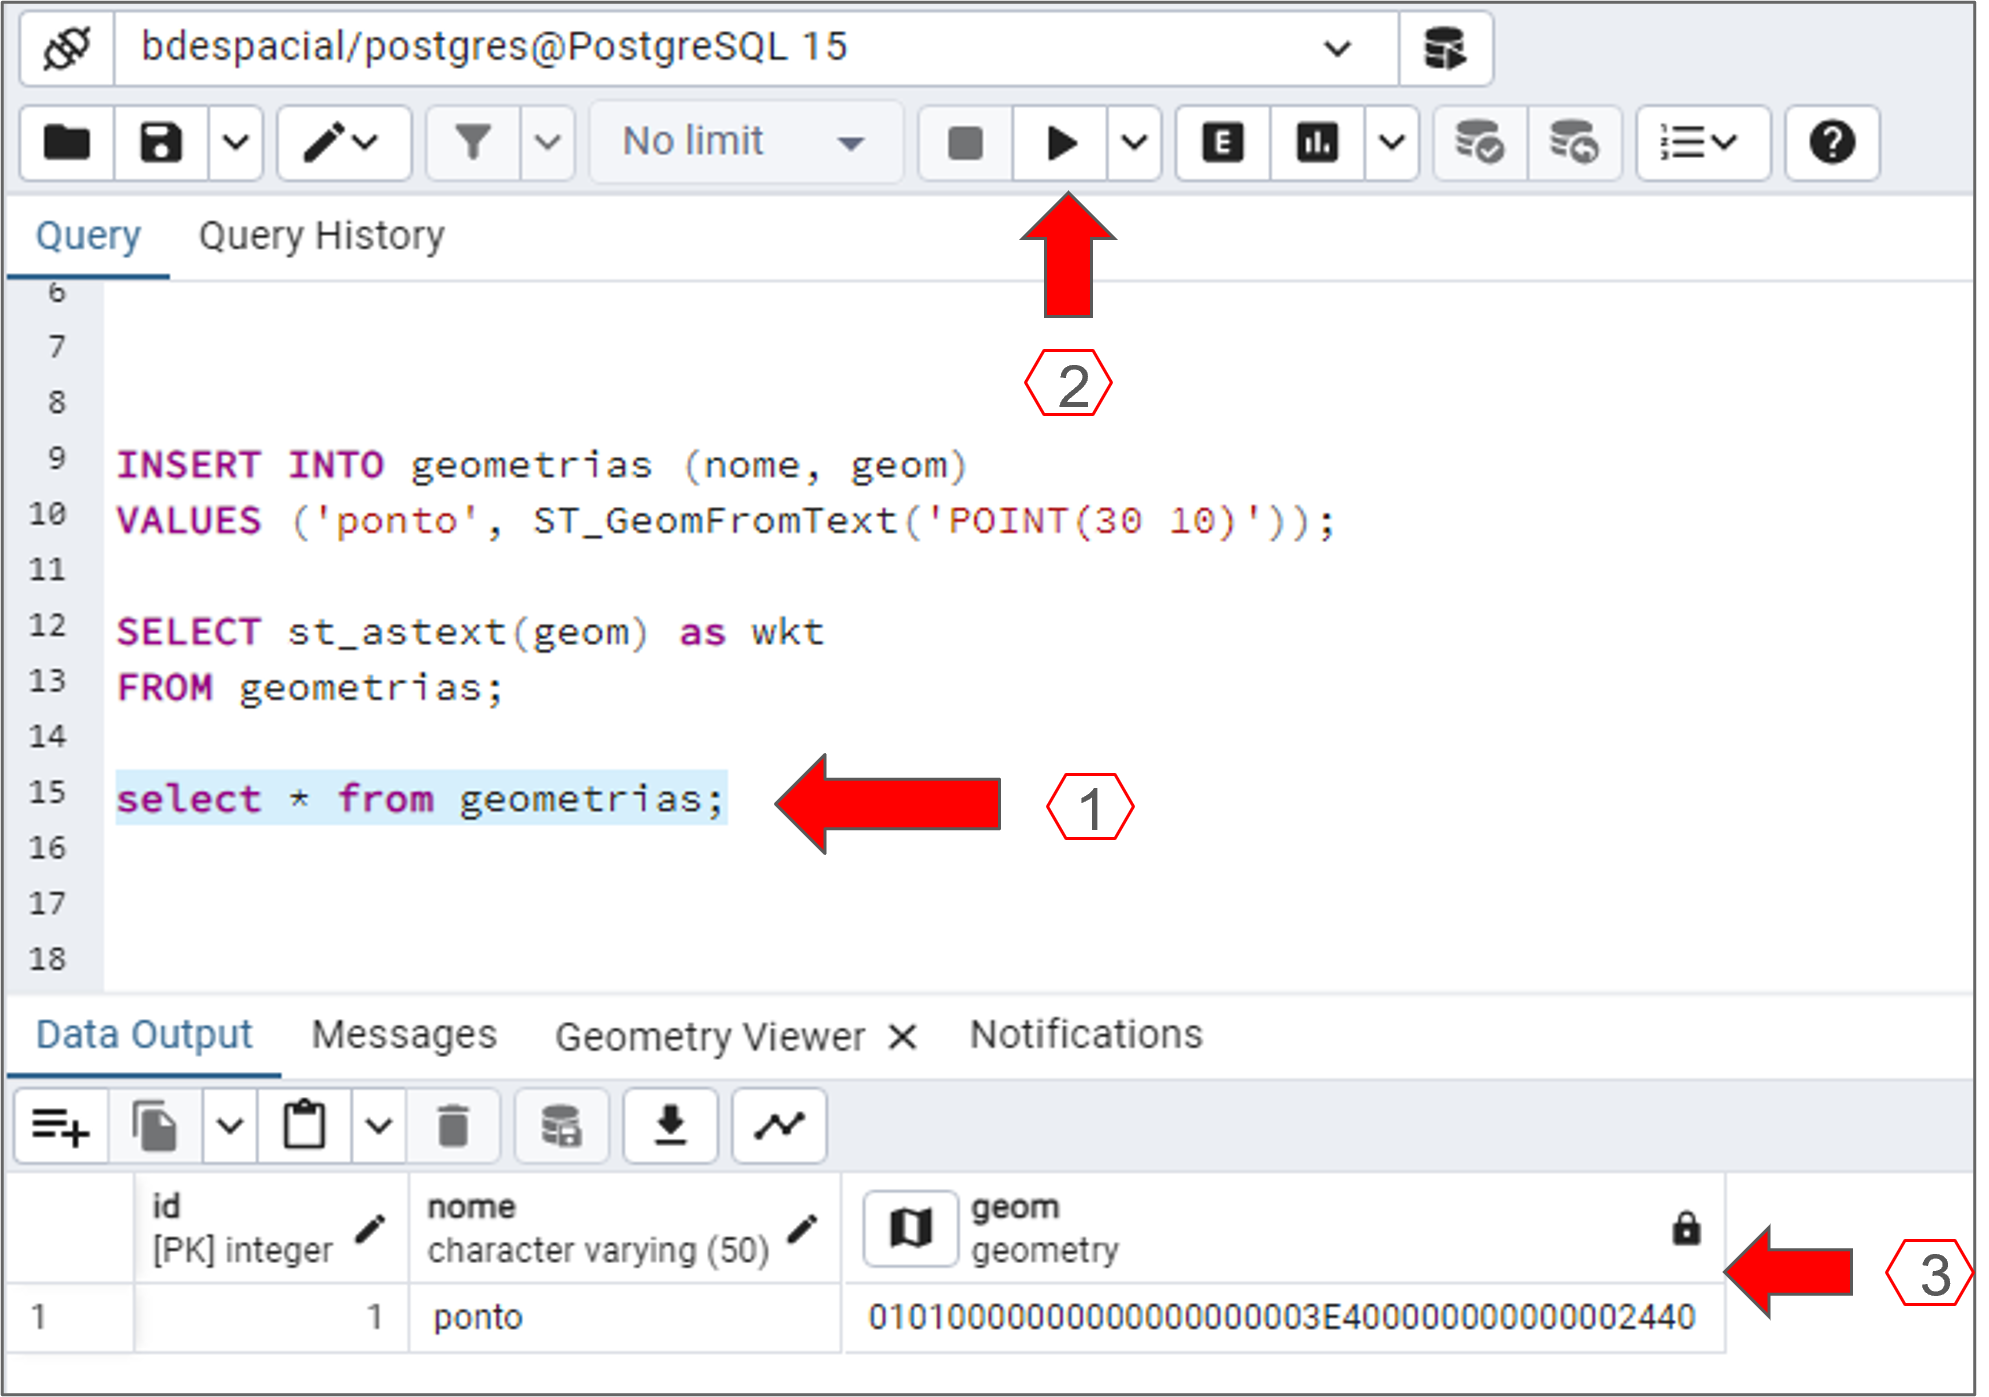 bdespacial/postgres@PostgreSQL 15
No limit
E
?
Query Query History
6
7
8
2
9 INSERT INTO geometrias (nome, geom)
10 VALUES ('ponto', ST_GeomFromText('POINT(30 10)'));
11
12 SELECT st_astext(geom) as wkt
13 FROM geometrias;
14
15 select * from geometrias;
1
16
17
18
Data Output Messages Geometry Viewer Notifications
id nome geom
[PK] integer character varying (50) geometry
3
1 1 ponto 01010000000000000000003E400000000000002440